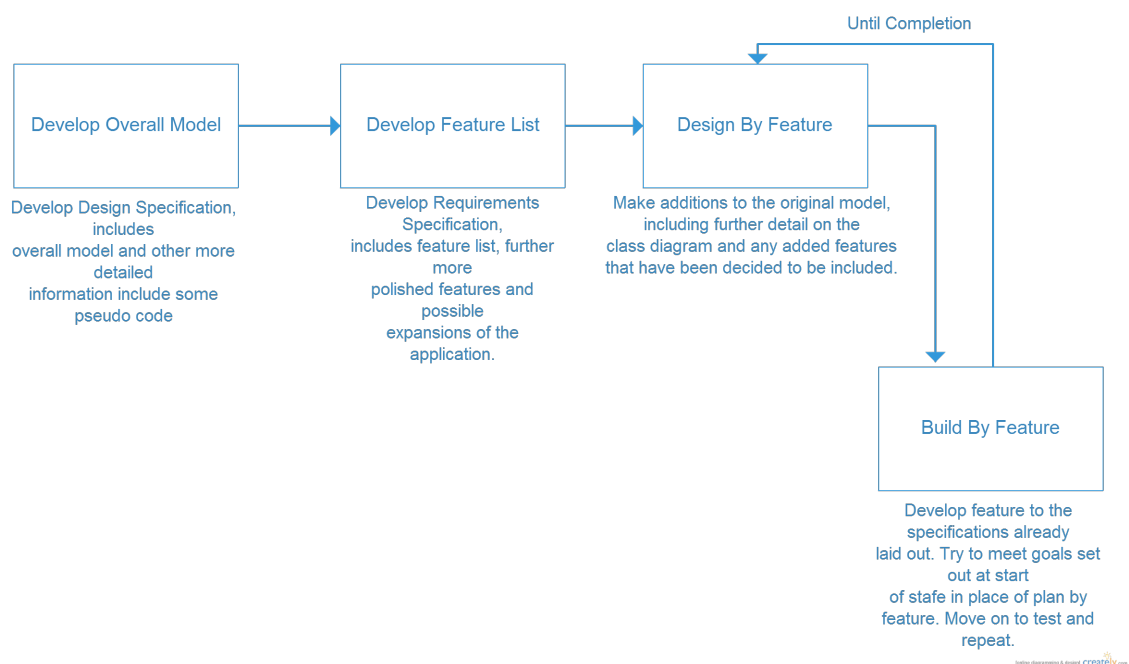 Until Completion
Develop Overall Model
Develop Feature List
Design By Feature
Develop Design Specification,
includes
overall model and other more
detailed
information include some
pseudo code
Develop Requirements
Specification,
includes feature list, further
more
polished features and
possible
expansions of the
application.
Make additions to the original model,
including further detail on the
class diagram and any added features
that have been decided to be included.
Build By Feature
Develop feature to the
specifications already
laid out. Try to meet goals set
out at start
of stafe in place of plan by
feature. Move on to test and
repeat.
creately